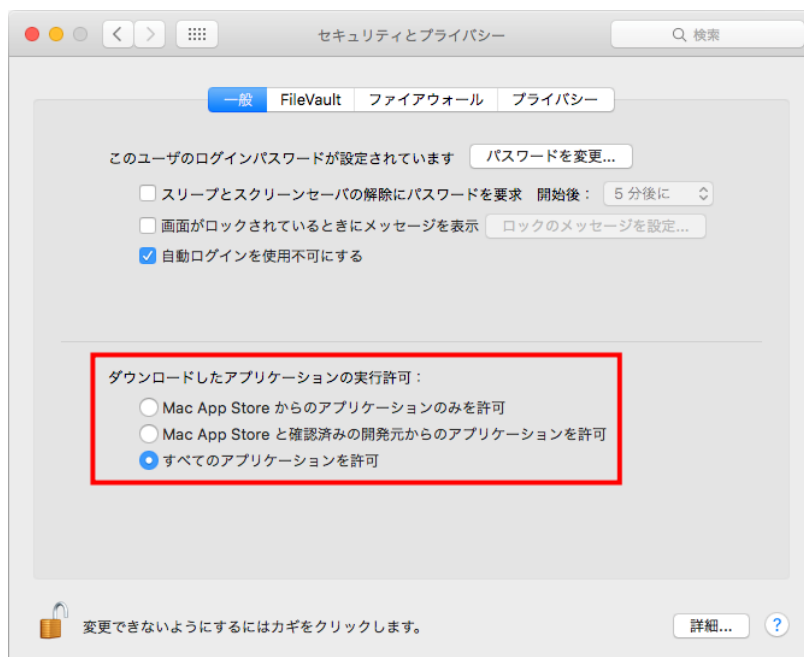 セキュリティとプライバシー
検索
一般 FileVault ファイアウォール プライバシー
このユーザのログインパスワードが設定されています パスワードを変更...
スリープとスクリーンセーバの解除にパスワードを要求 開始後： 5 分後に
画面がロックされているときにメッセージを表示 ロックのメッセージを設定...
自動ログインを使用不可にする
ダウンロードしたアプリケーションの実行許可：
Mac App Store からのアプリケーションのみを許可
Mac App Store と確認済みの開発元からのアプリケーションを許可
すべてのアプリケーションを許可
変更できないようにするにはカギをクリックします。
詳細... ?